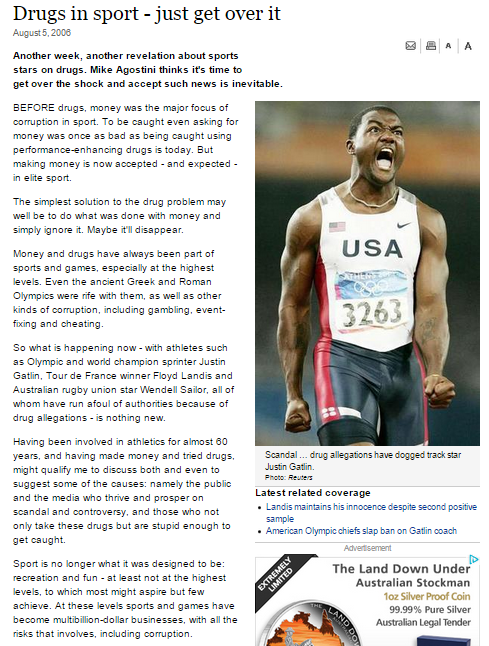 Drugs in sport - just get over it
August 5, 2006
A A
Another week, another revelation about sports
stars on drugs. Mike Agostini thinks it's time to
get over the shock and accept such news is inevitable.
BEFORE drugs, money was the major focus of
corruption in sport. To be caught even asking for
money was once as bad as being caught using
performance-enhancing drugs is today. But
making money is now accepted - and expected -
in elite sport.
The simplest solution to the drug problem may
well be to do what was done with money and
simply ignore it. Maybe it'll disappear.
Money and drugs have always been part of
sports and games, especially at the highest
levels. Even the ancient Greek and Roman
Olympics were rife with them, as well as other
kinds of corruption, including gambling, event-
fixing and cheating.
So what is happening now - with athletes such
as Olympic and world champion sprinter Justin
Gatlin, Tour de France winner Floyd Landis and
Australian rugby union star Wendell Sailor, all of
whom have run afoul of authorities because of
drug allegations - is nothing new.
Having been involved in athletics for almost 60
years, and having made money and tried drugs,
might qualify me to discuss both and even to
suggest some of the causes: namely the public
and the media who thrive and prosper on
scandal and controversy, and those who not
only take these drugs but are stupid enough to
get caught.
Sport is no longer what it was designed to be:
recreation and fun - at least not at the highest
levels, to which most might aspire but few
achieve. At these levels sports and games have
become multibillion-dollar businesses, with all the
risks that involves, including corruption.
USA
3263
Scandal ... drug allegations have dogged track star
Justin Gatlin.
Photo: Reuters
Latest related coverage
Landis maintains his innocence despite second positive
sample
American Olympic chiefs slap ban on Gatlin coach
Advertisement
EXTREMELY
LIMITED
The Land Down Under
Australian Stockman
1oz Silver Proof Coin
99.99% Pure Silver
Australian Legal Tender
THE LAND DO